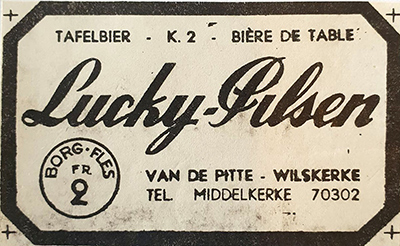 TAFELBIER - K. 2 - BIÈRE DE TABLE
Lucky-Pilsen
BORG·FLES
FR
2
VAN DE PITTE - WILSKERKE
TEL. MIDDELKERKE 70302